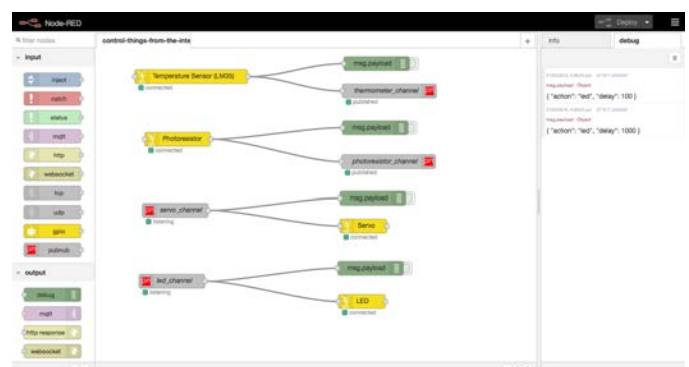 Node-RED
Deploy
filter nodes
control-things-from-the-inte
info
debug
input
inject
catch
status
mqtt
http
websocket
tcp
udp
gpio
pubnub
output
debug
mqtt
http response
websocket
Temperature Sensor (LM35)
connected
msg.payload
thermometer_channel
published
Photoresistor
connected
msg.payload
photoresistor_channel
published
servo_channel
listening
msg.payload
Servo
connected
led_channel
listening
msg.payload
LED
connected
msg.payload : Object
{ "action": "led", "delay": 100 }
msg.payload : Object
{ "action": "led", "delay": 1000 }